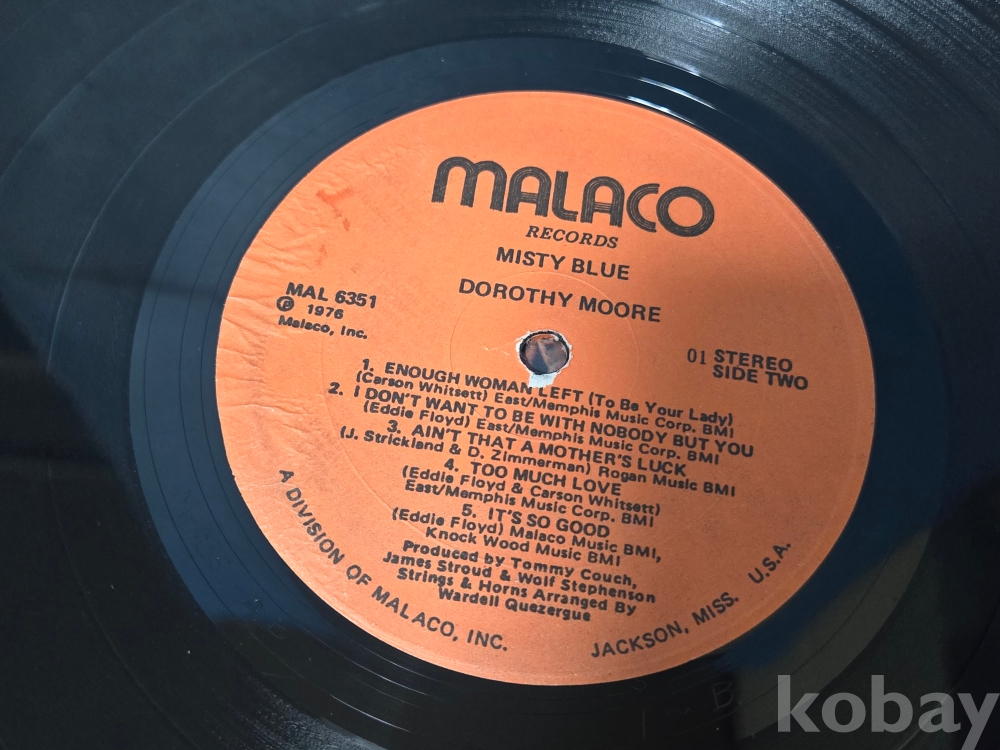 MALACO
RECORDS
MISTY BLUE
DOROTHY MOORE
MAL 6351
Ⓟ 1976
Malaco, Inc.
01 STEREO
SIDE TWO
1. ENOUGH WOMAN LEFT (To Be Your Lady)
(Carson Whitsett) East/Memphis Music Corp. BMI
2. I DON'T WANT TO BE WITH NOBODY BUT YOU
(Eddie Floyd) East/Memphis Music Corp. BMI
3. AIN'T THAT A MOTHER'S LUCK
(J. Strickland & D. Zimmerman) Rogan Music BMI
4. TOO MUCH LOVE
(Eddie Floyd & Carson Whitsett)
East/Memphis Music Corp. BMI
5. IT'S SO GOOD
(Eddie Floyd) Malaco Music BMI,
Knock Wood Music BMI
Produced by Tommy Couch,
James Stroud & Wolf Stephenson
Strings & Horns Arranged By
Wardell Quezergue
A DIVISION OF MALACO, INC.
JACKSON, MISS. U.S.A.
kobay